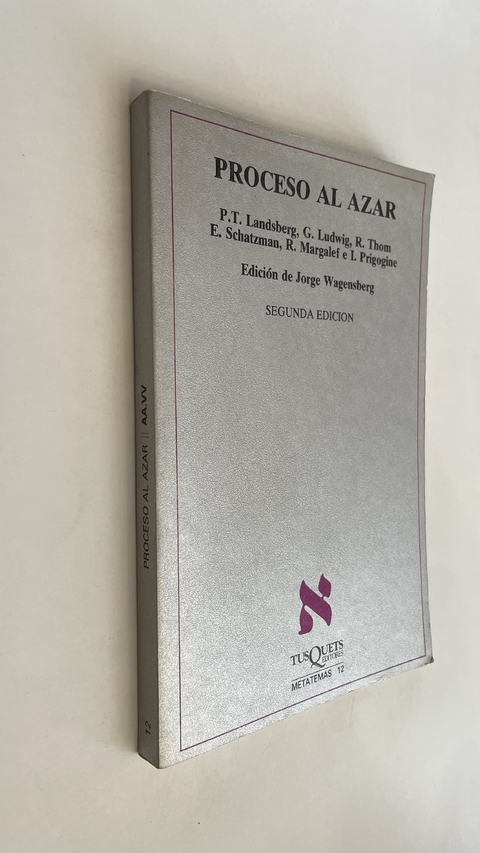 PROCESO AL AZAR
P.T. Landsberg, G. Ludwig, R. Thom
E. Schatzman, R. Margalef e I. Prigogine
Edición de Jorge Wagensberg
SEGUNDA EDICION
א
TUSQUETS
EDITORES
METATEMAS 12
PROCESO AL AZAR || AA.VV
12